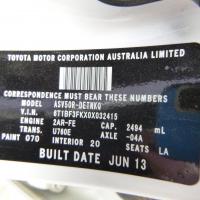 TOYOTA MOTOR CORPORATION AUSTRALIA LIMITED
CORRESPONDENCE MUST BEAR THESE NUMBERS
MODEL ASV50R-DETNKQ
6T1BF3FKX0X032415
ENGINE 2AR-FE CAP. 2494 mL
TRANS. U760E AXLE -04A
PAINT 070 INTERIOR 20 SEATS LA
BUILT DATE JUN 13